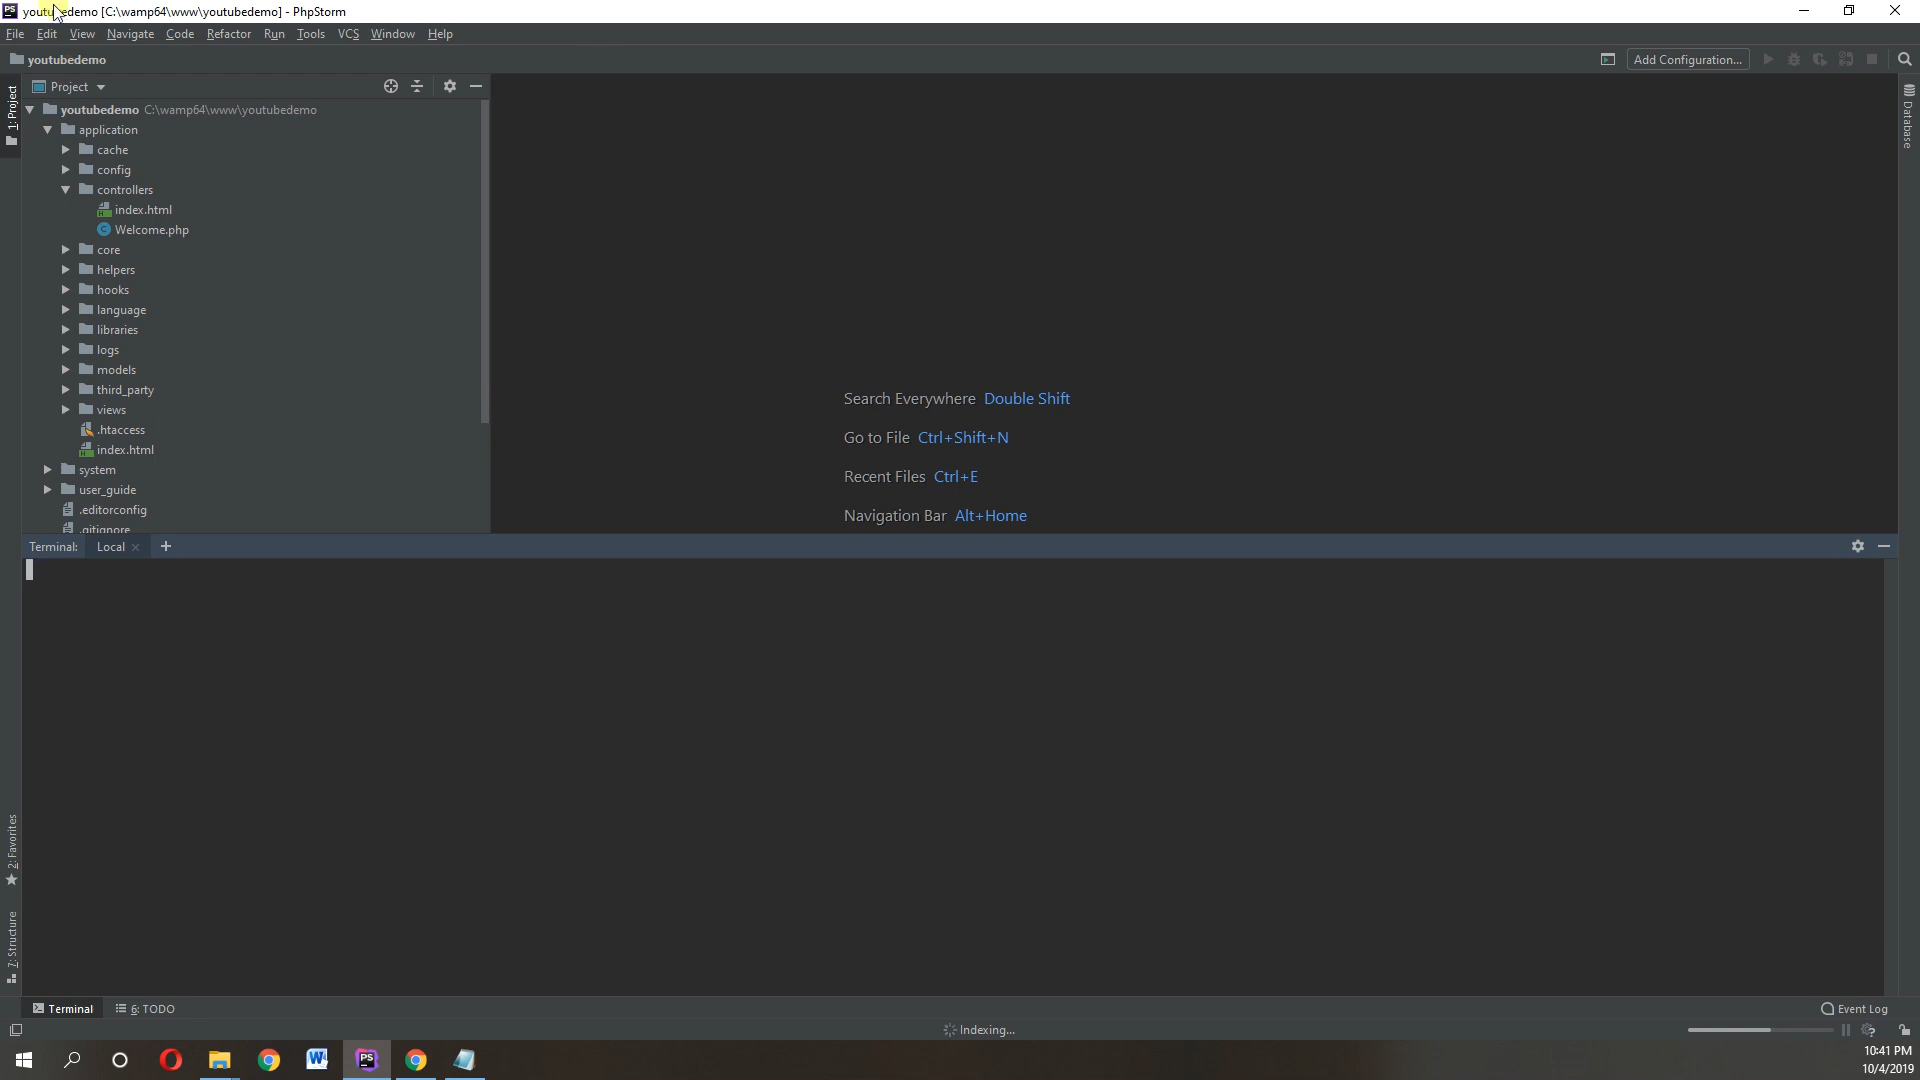 youtubedemo [C:\wamp64\www\youtubedemo] - PhpStorm
File Edit View Navigate Code Refactor Run Tools VCS Window Help
youtubedemo
Add Configuration...
Project
youtubedemo C:\wamp64\www\youtubedemo
application
cache
config
controllers
index.html
Welcome.php
core
helpers
hooks
language
libraries
logs
models
third_party
views
.htaccess
index.html
system
user_guide
.editorconfig
.gitignore
1: Project
2: Favorites
7: Structure
Database
Search Everywhere Double Shift
Go to File Ctrl+Shift+N
Recent Files Ctrl+E
Navigation Bar Alt+Home
Terminal: Local
Terminal 6: TODO
Event Log
Indexing...
10:41 PM
10/4/2019